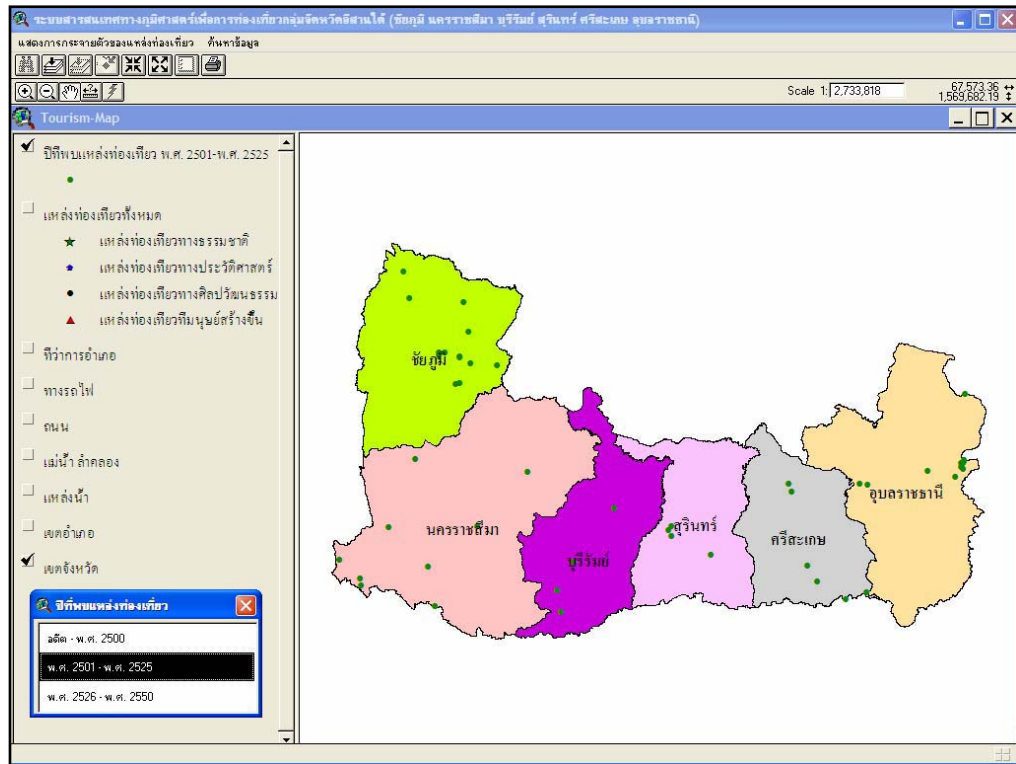 ระบบสารสนเทศทางภูมิศาสตร์เพื่อการท่องเที่ยวกลุ่มจังหวัดอีสานใต้ (ชัยภูมิ นครราชสีมา บุรีรัมย์ สุรินทร์ ศรีสะเกษ อุบลราชธานี)
แสดงการกระจายตัวของแหล่งท่องเที่ยว ค้นหาข้อมูล
Scale 1: 2,733,818
67,573.36
1,569,682.19
Tourism-Map
ปีที่พบแหล่งท่องเที่ยว พ.ศ. 2501-พ.ศ. 2525
แหล่งท่องเที่ยวทั้งหมด
แหล่งท่องเที่ยวทางธรรมชาติ
แหล่งท่องเที่ยวทางประวัติศาสตร์
แหล่งท่องเที่ยวทางศิลปวัฒนธรรม
แหล่งท่องเที่ยวที่มนุษย์สร้างขึ้น
ที่ว่าการอำเภอ
ทางรถไฟ
ถนน
แม่น้ำ ลำคลอง
แหล่งน้ำ
เขตอำเภอ
เขตจังหวัด
ปีที่พบแหล่งท่องเที่ยว
อดีต - พ.ศ. 2500
พ.ศ. 2501 - พ.ศ. 2525
พ.ศ. 2526 - พ.ศ. 2550
ชัยภูมิ
นครราชสีมา
บุรีรัมย์
สุรินทร์
ศรีสะเกษ
อุบลราชธานี